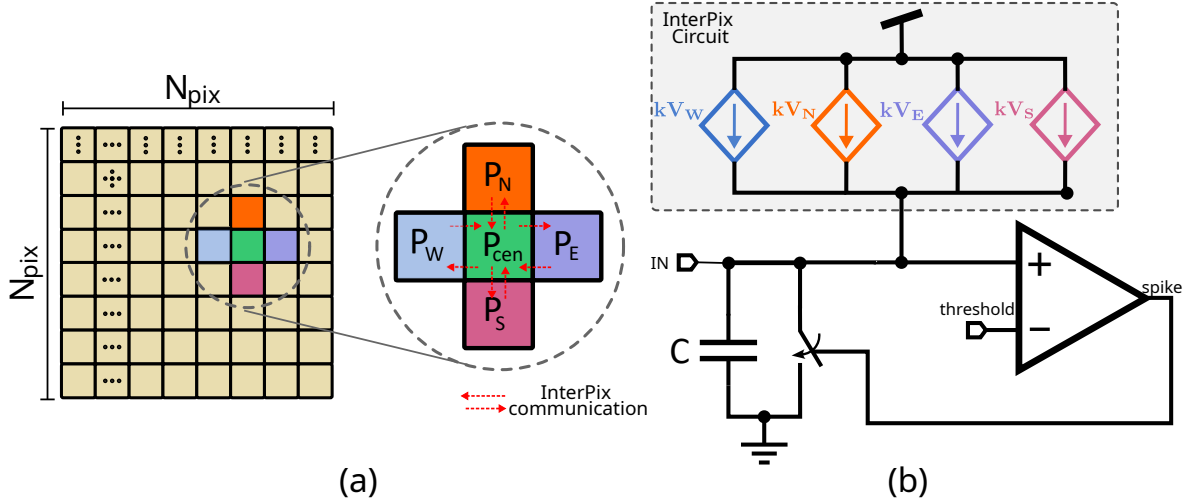 N_pix
N_pix
P_N
P_W
P_cen
P_E
P_S
InterPix
communication
(a)
InterPix
Circuit
kV_W
kV_N
kV_E
kV_S
IN
C
threshold
+
−
spike
(b)